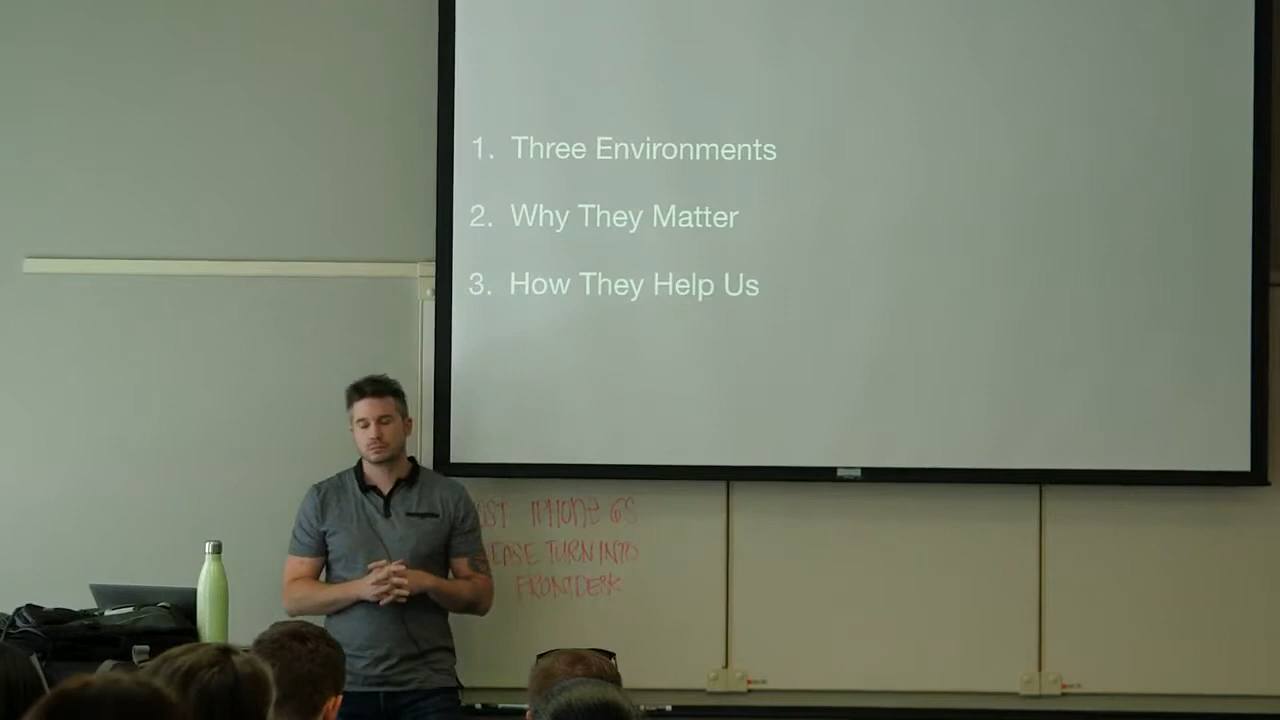 1. Three Environments
2. Why They Matter
3. How They Help Us
IPHONE 6S
TURN INTO
FRONT DESK